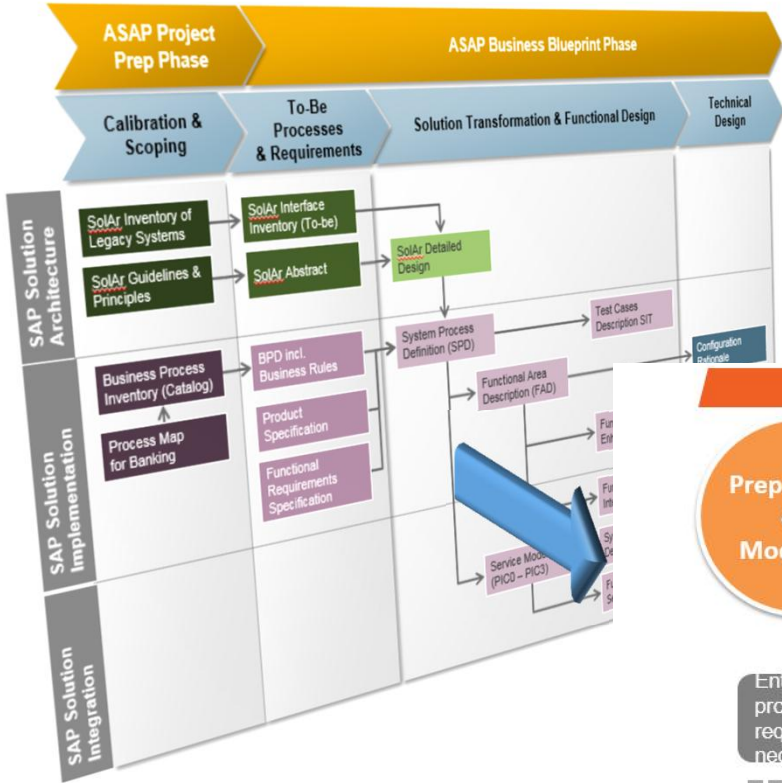 ASAP Project
Prep Phase
ASAP Business Blueprint Phase
Calibration &
Scoping
To-Be
Processes
& Requirements
Solution Transformation & Functional Design
Technical
Design
SAP Solution
Architecture
SolAr Inventory of
Legacy Systems
SolAr Interface
Inventory (To-be)
SolAr Guidelines &
Principles
SolAr Abstract
SolAr Detailed
Design
SAP Solution
Implementation
Business Process
Inventory (Catalog)
Process Map
for Banking
BPD incl.
Business Rules
Product
Specification
Functional
Requirements
Specification
System Process
Definition (SPD)
Test Cases
Description SIT
Functional Area
Description (FAD)
Configuration
Rationale
Service
(PIC0 – PIC3)
SAP Solution
Integration